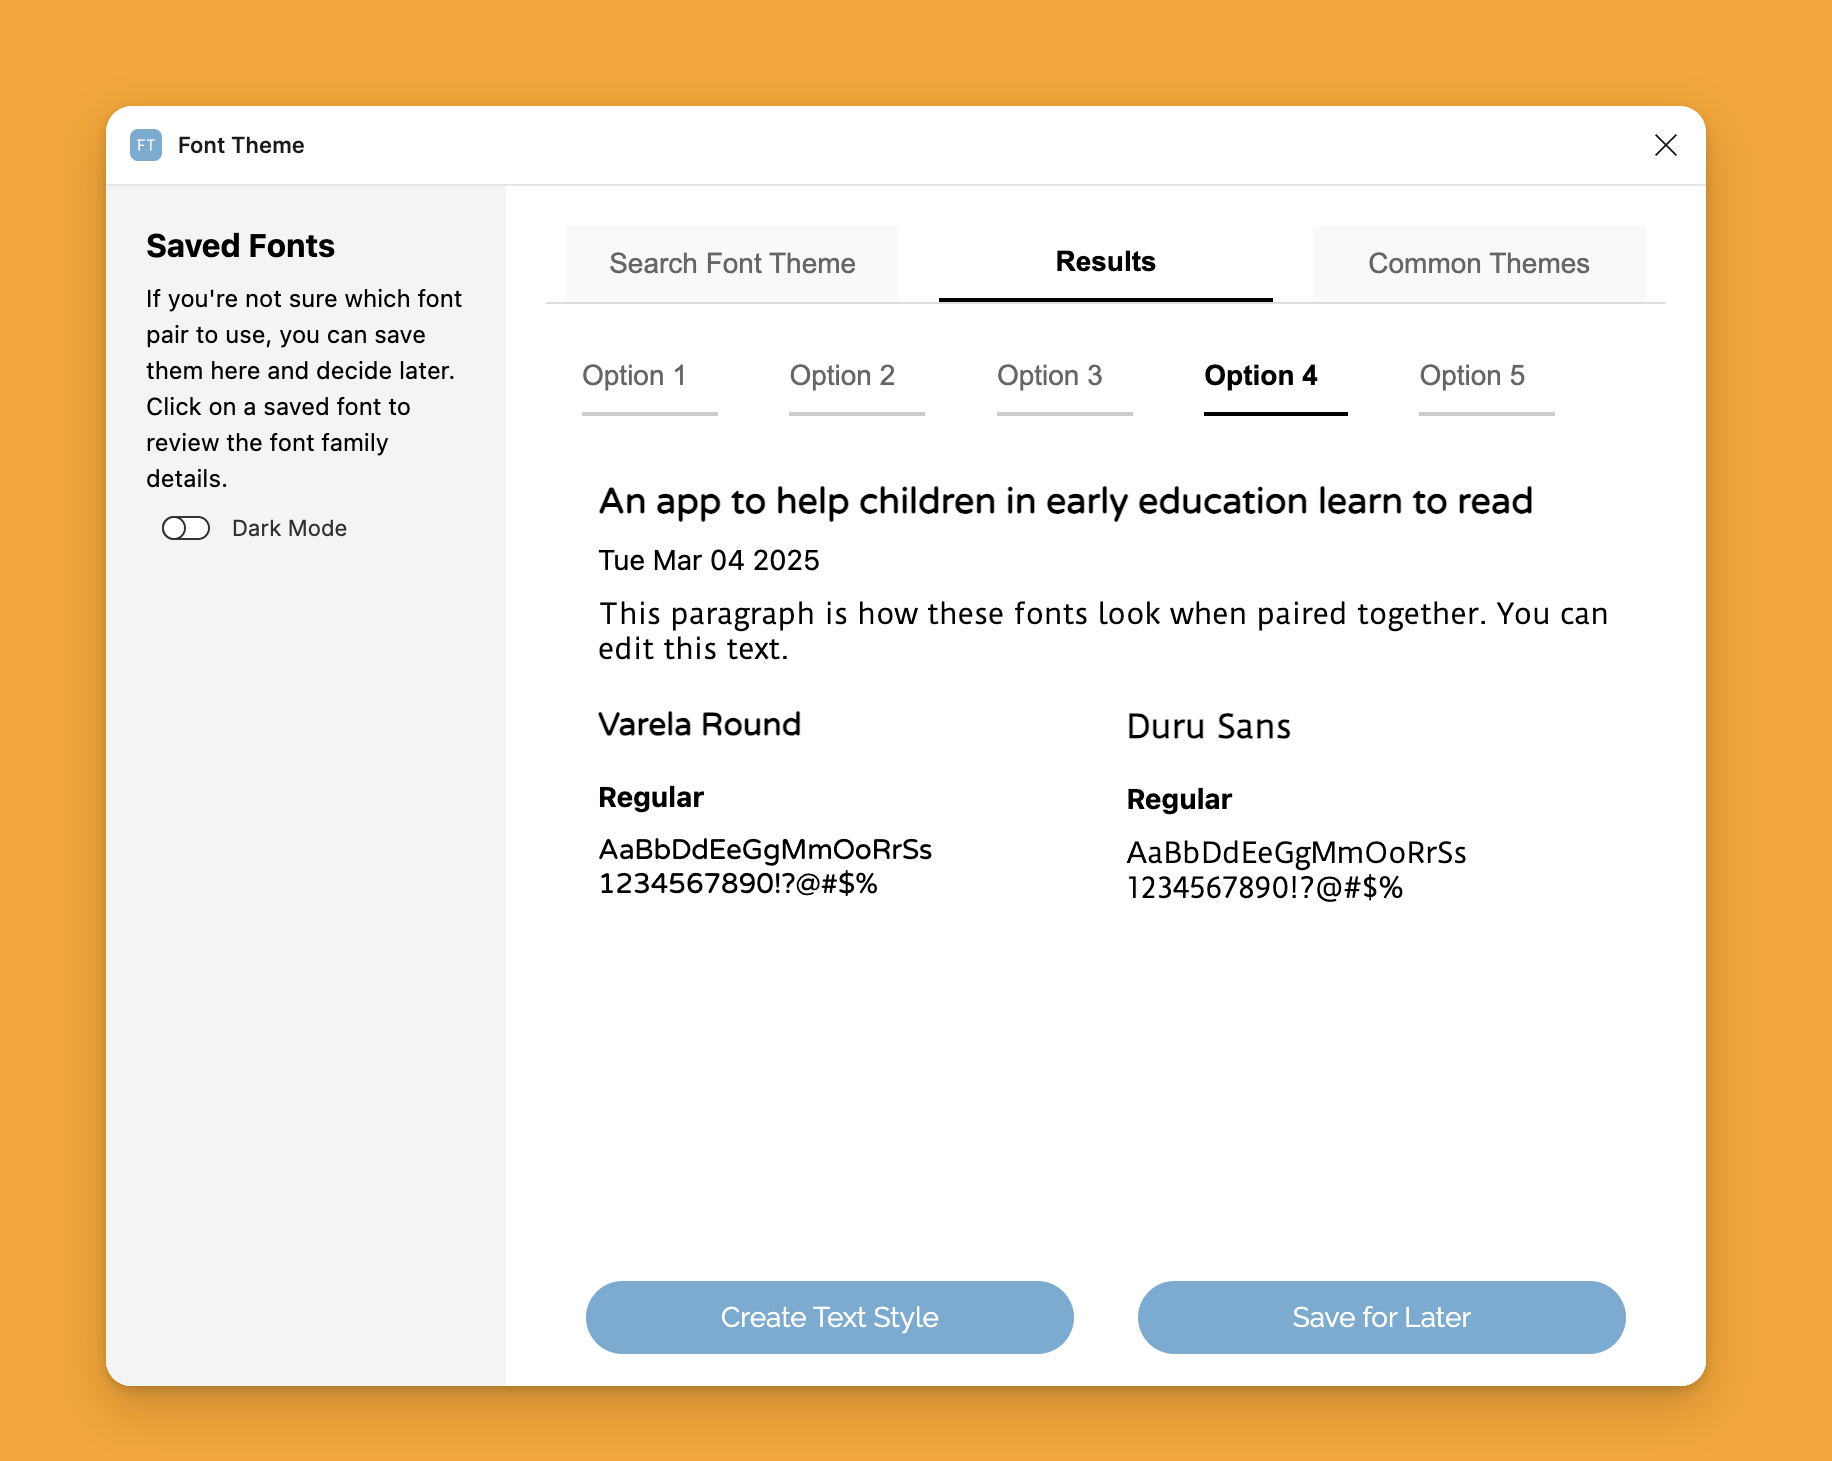 FT Font Theme
Saved Fonts
If you're not sure which font
pair to use, you can save
them here and decide later.
Click on a saved font to
review the font family
details.
Dark Mode
Search Font Theme
Results
Common Themes
Option 1
Option 2
Option 3
Option 4
Option 5
An app to help children in early education learn to read
Tue Mar 04 2025
This paragraph is how these fonts look when paired together. You can
edit this text.
Varela Round
Regular
AaBbDdEeGgMmOoRrSs
1234567890!?@#$%
Duru Sans
Regular
AaBbDdEeGgMmOoRrSs
1234567890!?@#$%
Create Text Style
Save for Later